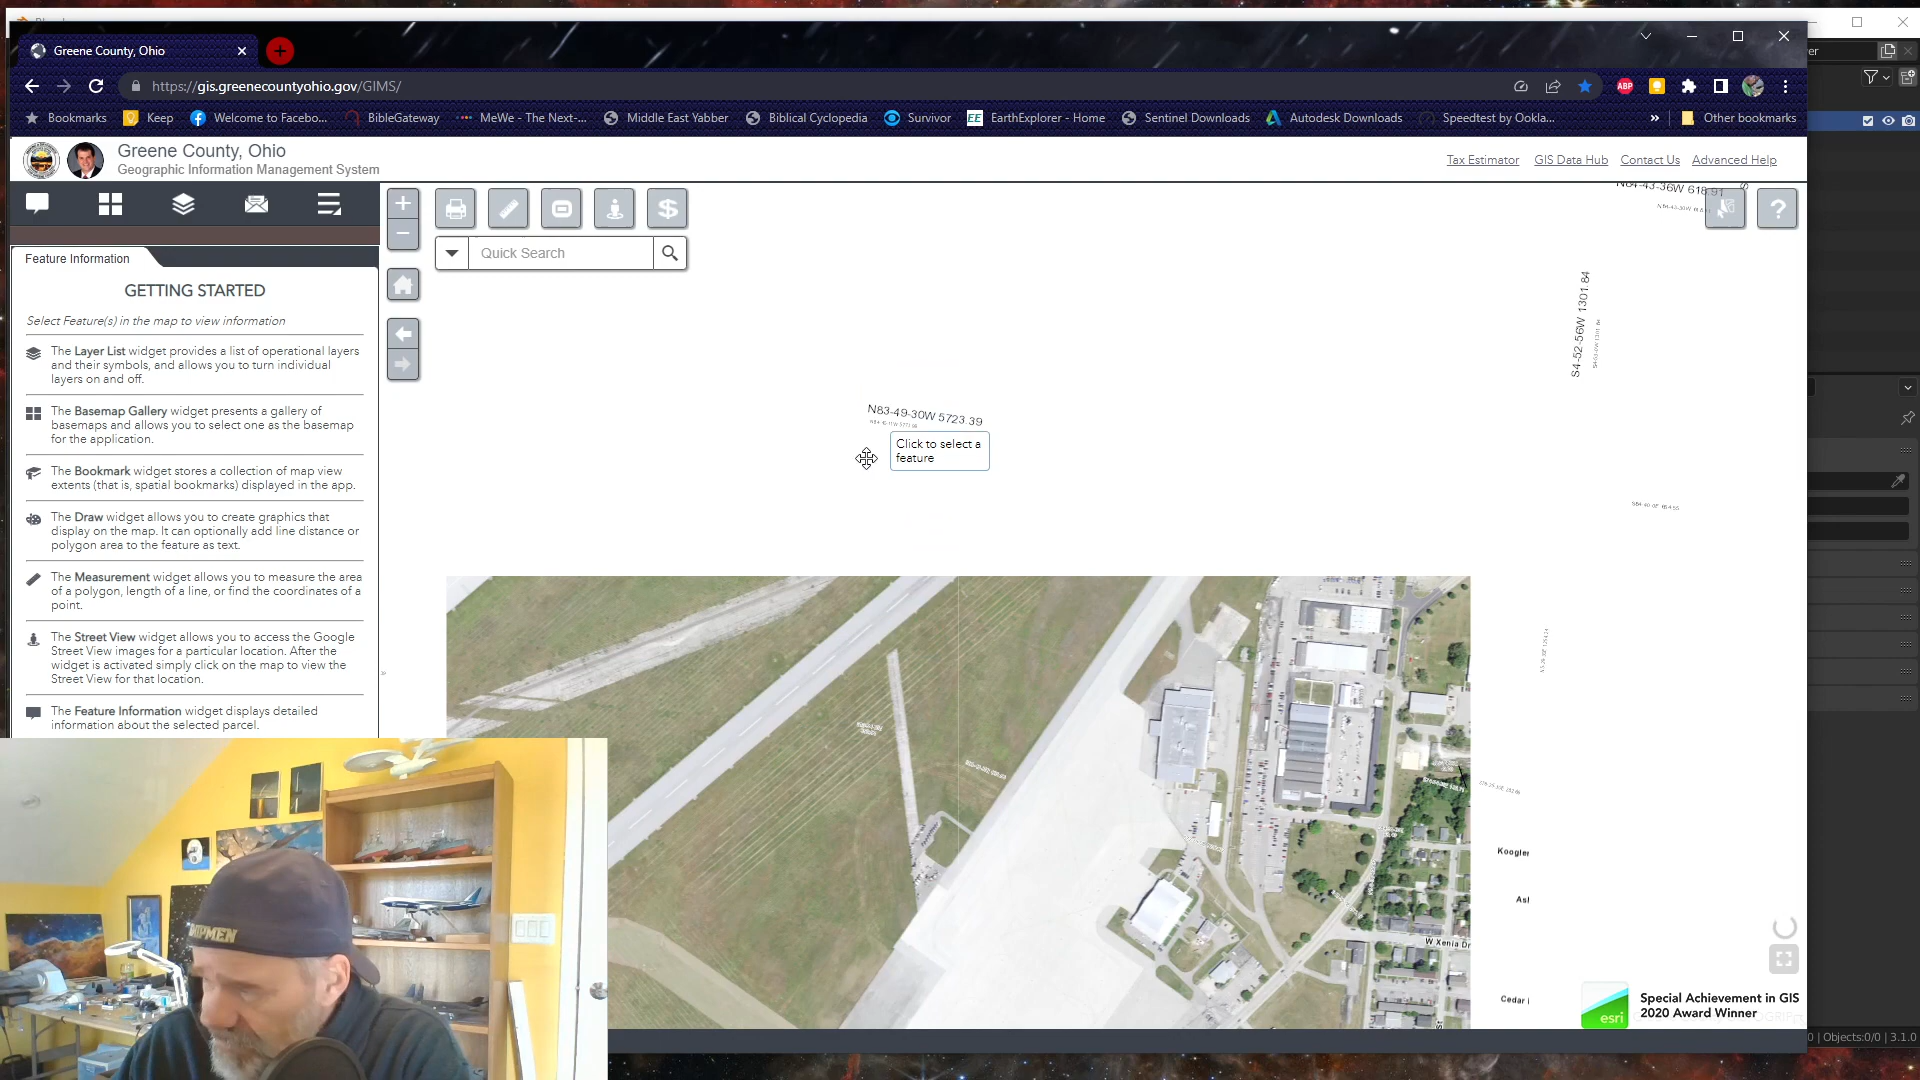 Greene County, Ohio
https://gis.greenecountyohio.gov/GIMS/
ABP
Bookmarks
Keep
Welcome to Facebo...
BibleGateway
MeWe - The Next-...
Middle East Yabber
Biblical Cyclopedia
Survivor
EE
EarthExplorer - Home
Sentinel Downloads
Autodesk Downloads
Speedtest by Ookla...
»
Other bookmarks
Greene County, Ohio
Geographic Information Management System
Tax Estimator
GIS Data Hub
Contact Us
Advanced Help
Quick Search
Feature Information
GETTING STARTED
Select Feature(s) in the map to view information
The Layer List widget provides a list of operational layers
and their symbols, and allows you to turn individual
layers on and off.
The Basemap Gallery widget presents a gallery of
basemaps and allows you to select one as the basemap
for the application.
The Bookmark widget stores a collection of map view
extents (that is, spatial bookmarks) displayed in the app.
The Draw widget allows you to create graphics that
display on the map. It can optionally add line distance or
polygon area to the feature as text.
The Measurement widget allows you to measure the area
of a polygon, length of a line, or find the coordinates of a
point.
The Street View widget allows you to access the Google
Street View images for a particular location. After the
widget is activated simply click on the map to view the
Street View for that location.
The Feature Information widget displays detailed
information about the selected parcel.
N83-49-30W 5723.39
Click to select a
feature
S4-52-56W 1301.84
Koogler
W Xenia Dr
Cedar
esri
Special Achievement in GIS
2020 Award Winner
0 | Objects:0/0 | 3.1.0